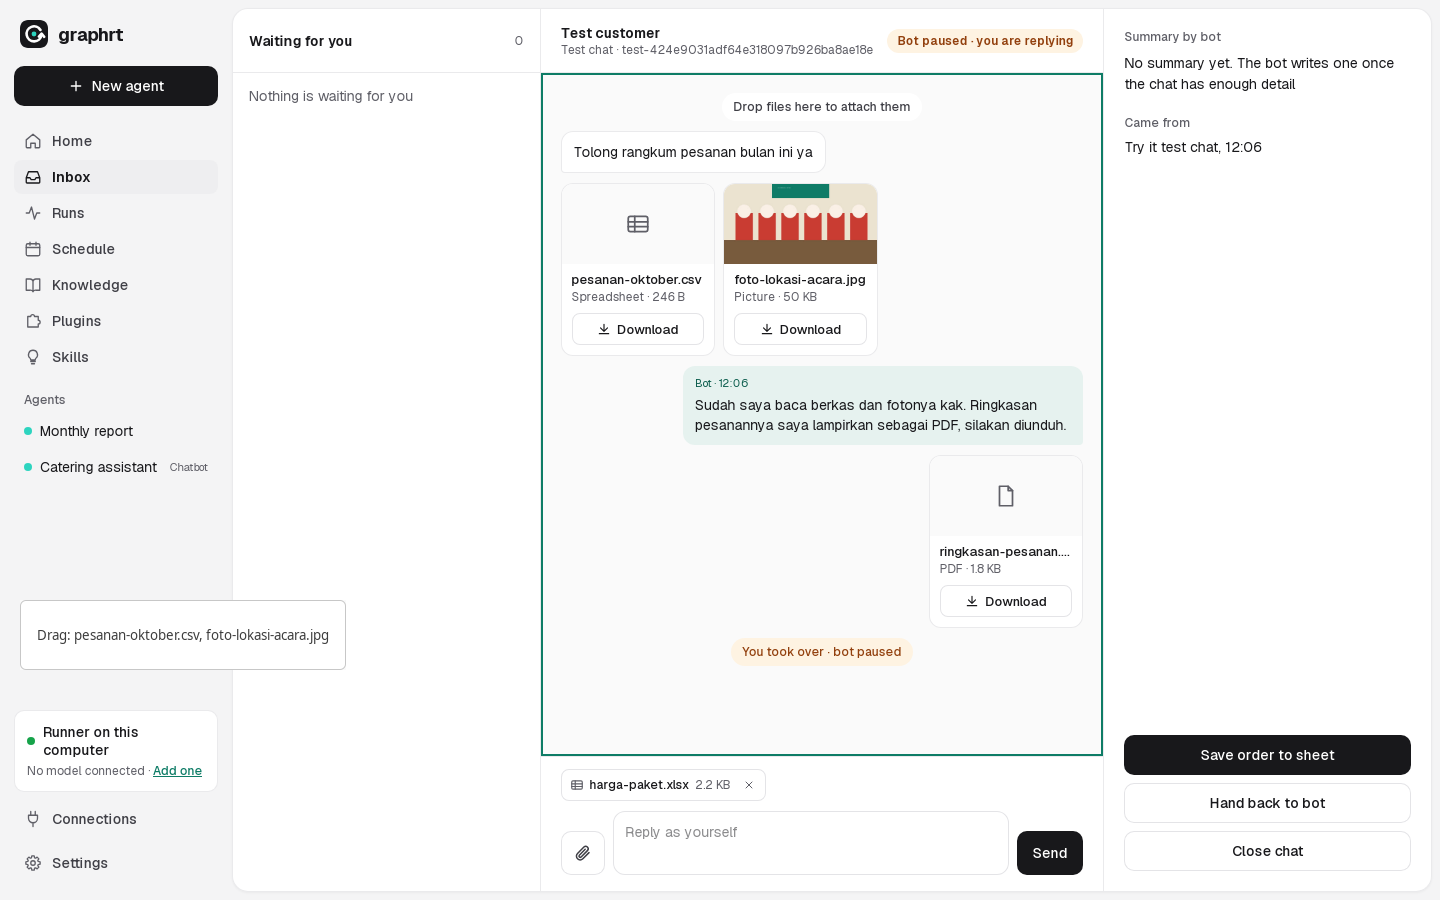 graphrt
New agent
Home
Inbox
Runs
Schedule
Knowledge
Plugins
Skills
Agents
Monthly report
Catering assistant Chatbot
Drag: pesanan-oktober.csv, foto-lokasi-acara.jpg
Runner on this
computer
No model connected · Add one
Connections
Settings
Waiting for you 0
Nothing is waiting for you
Test customer
Test chat · test-424e9031adf64e318097b926ba8ae18e
Bot paused · you are replying
Drop files here to attach them
Tolong rangkum pesanan bulan ini ya
pesanan-oktober.csv
Spreadsheet · 246 B
Download
foto-lokasi-acara.jpg
Picture · 50 KB
Download
Bot · 12:06
Sudah saya baca berkas dan fotonya kak. Ringkasan
pesanannya saya lampirkan sebagai PDF, silakan diunduh.
ringkasan-pesanan....
PDF · 1.8 KB
Download
You took over · bot paused
harga-paket.xlsx 2.2 KB
Reply as yourself
Send
Summary by bot
No summary yet. The bot writes one once
the chat has enough detail
Came from
Try it test chat, 12:06
Save order to sheet
Hand back to bot
Close chat